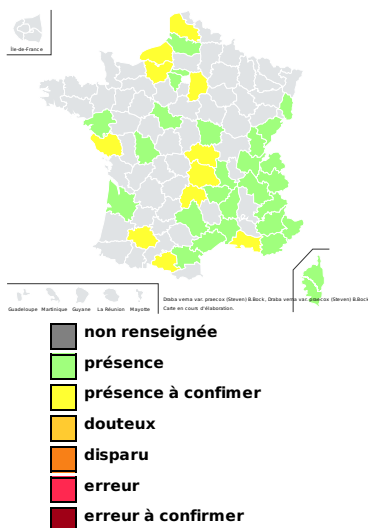 Île-de-France
Guadeloupe Martinique Guyane La Réunion Mayotte
Draba verna var. praecox (Steven) B.Bock, Draba verna var. praecox (Steven) B.Bock
Carte en cours d'élaboration.
non renseignée
présence
présence à confimer
douteux
disparu
erreur
erreur à confirmer